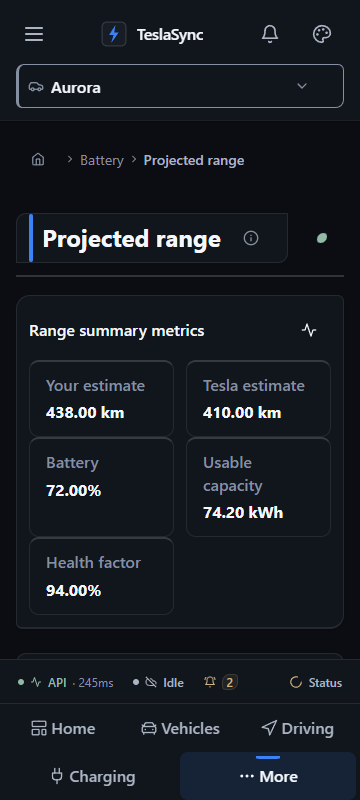 TeslaSync
Aurora
Battery
Projected range
Projected range
Range summary metrics
Your estimate
438.00 km
Tesla estimate
410.00 km
Battery
72.00%
Usable
capacity
74.20 kWh
Health factor
94.00%
API · 245ms
Idle
2
Status
Home
Vehicles
Driving
Charging
More